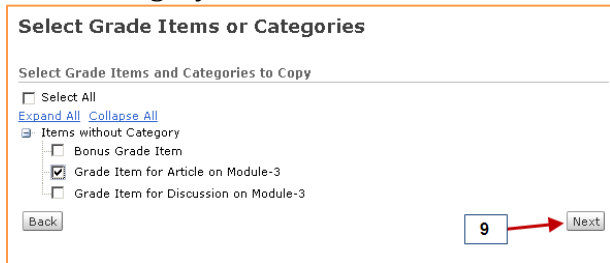 Select Grade Items or Categories
Select Grade Items and Categories to Copy
Select All
Expand All Collapse All
Items without Category
Bonus Grade Item
Grade Item for Article on Module-3
Grade Item for Discussion on Module-3
Back
9
Next